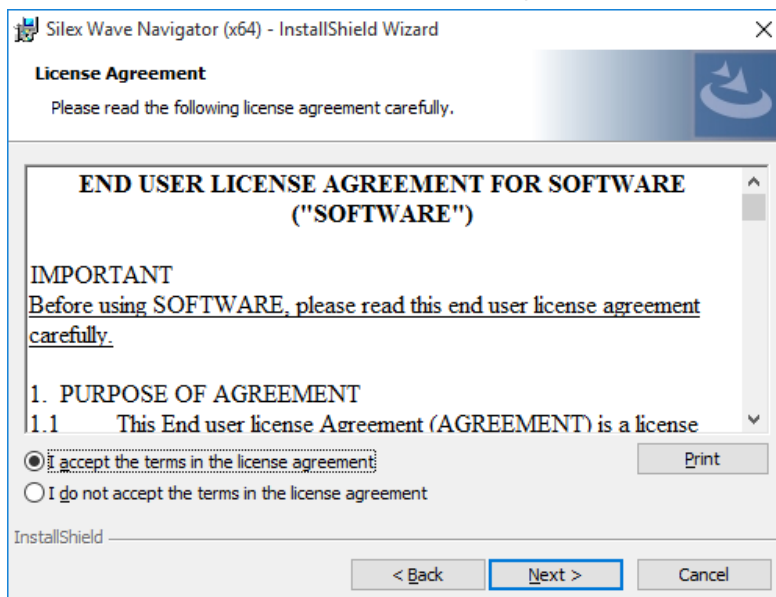 Silex Wave Navigator (x64) - InstallShield Wizard
License Agreement
Please read the following license agreement carefully.
END USER LICENSE AGREEMENT FOR SOFTWARE
("SOFTWARE")
IMPORTANT
Before using SOFTWARE, please read this end user license agreement
carefully.
1. PURPOSE OF AGREEMENT
1.1 This End user license Agreement (AGREEMENT) is a license
I accept the terms in the license agreement
Print
I do not accept the terms in the license agreement
InstallShield
< Back
Next >
Cancel